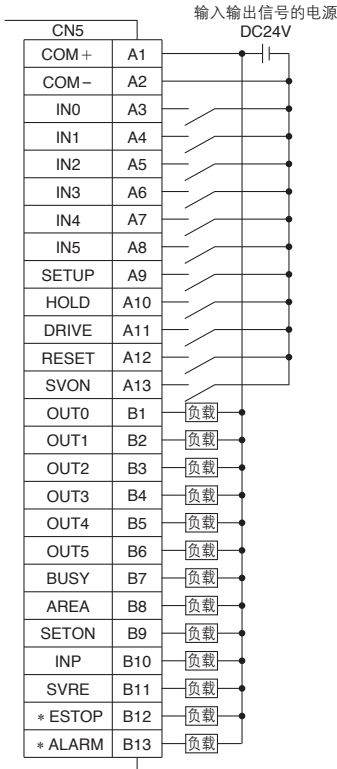 输入输出信号的电源
DC24V
CN5
COM+ A1
COM- A2
IN0 A3
IN1 A4
IN2 A5
IN3 A6
IN4 A7
IN5 A8
SETUP A9
HOLD A10
DRIVE A11
RESET A12
SVON A13
OUT0 B1 负载
OUT1 B2 负载
OUT2 B3 负载
OUT3 B4 负载
OUT4 B5 负载
OUT5 B6 负载
BUSY B7 负载
AREA B8 负载
SETON B9 负载
INP B10 负载
SVRE B11 负载
* ESTOP B12 负载
* ALARM B13 负载